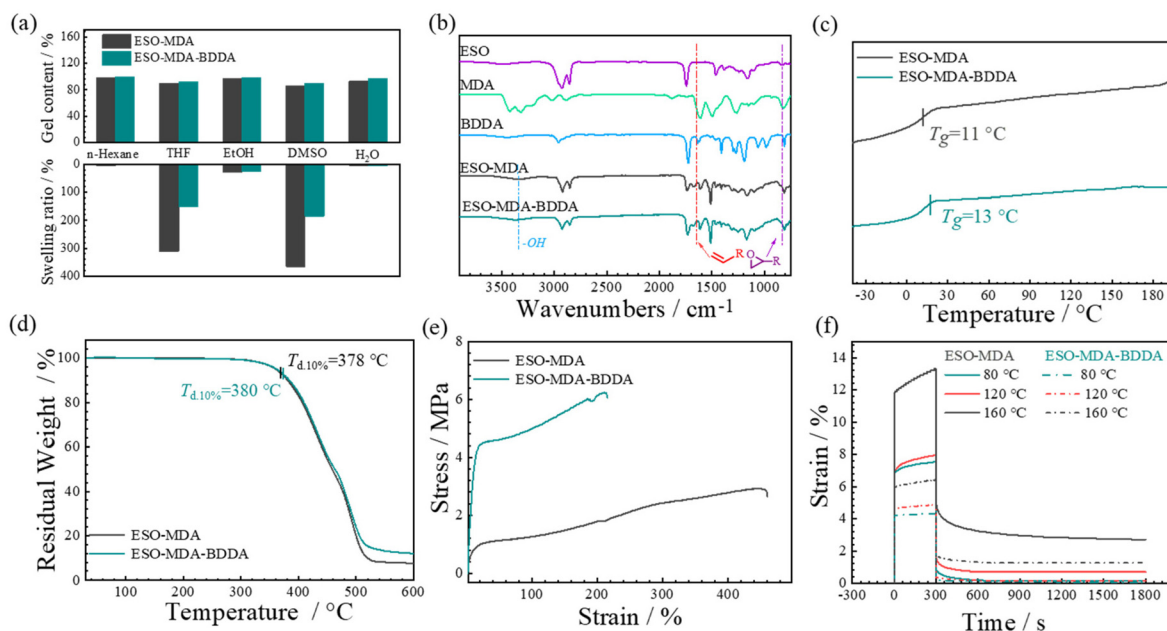 (a)
Gel content / %
160
120
80
40
0
ESO-MDA
ESO-MDA-BDDA
n-Hexane THF EtOH DMSO H2O
Swelling ratio / %
0
100
200
300
400
(b)
ESO
MDA
BDDA
ESO-MDA
ESO-MDA-BDDA
-OH
R
O
R
3500 3000 2500 2000 1500 1000
Wavenumbers / cm-1
(c)
ESO-MDA
ESO-MDA-BDDA
Tg=11 °C
Tg=13 °C
-30 0 30 60 90 120 150 180
Temperature / °C
(d)
Residual Weight / %
100
80
60
40
20
0
Td.10%=378 °C
Td.10%=380 °C
ESO-MDA
ESO-MDA-BDDA
0 100 200 300 400 500 600
Temperature / °C
(e)
Stress / MPa
8
6
4
2
0
ESO-MDA
ESO-MDA-BDDA
0 100 200 300 400
Strain / %
(f)
Strain / %
14
12
10
8
6
4
2
0
ESO-MDA ESO-MDA-BDDA
80 °C 80 °C
120 °C 120 °C
160 °C 160 °C
-300 0 300 600 900 1200 1500 1800
Time / s